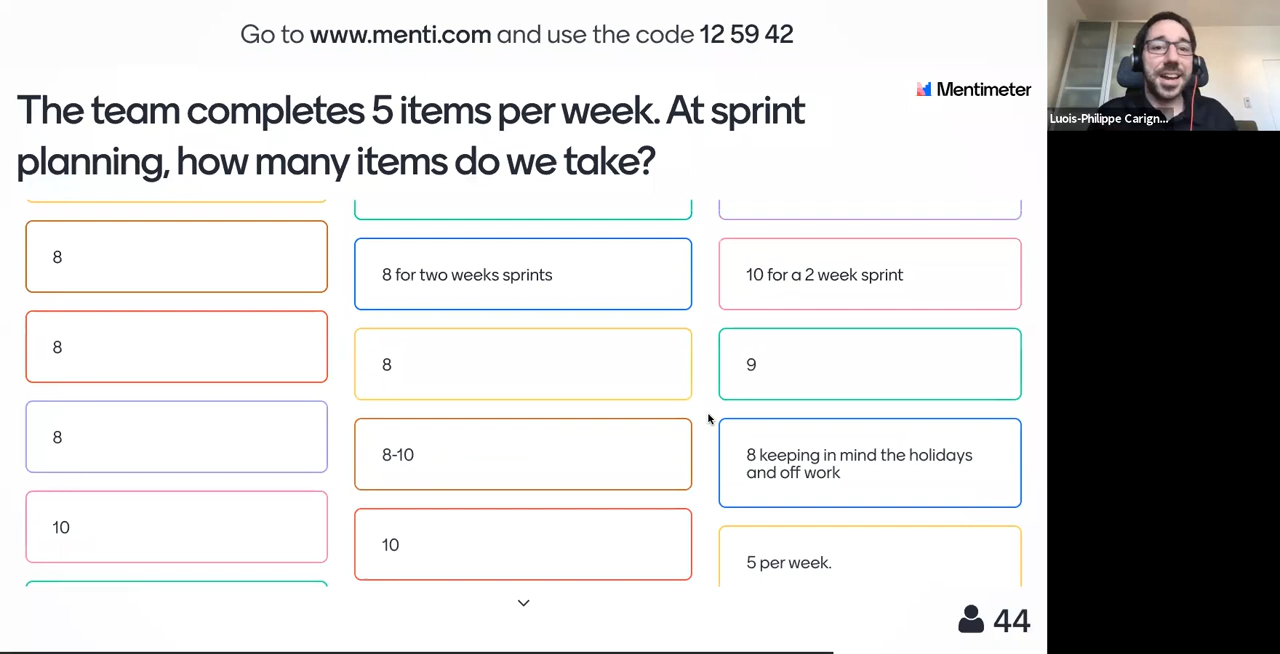 Go to www.menti.com and use the code 12 59 42
Mentimeter
The team completes 5 items per week. At sprint
planning, how many items do we take?
8
8
8
10
8 for two weeks sprints
8
8-10
10
10 for a 2 week sprint
9
8 keeping in mind the holidays
and off work
5 per week.
44
Luois-Philippe Carign...